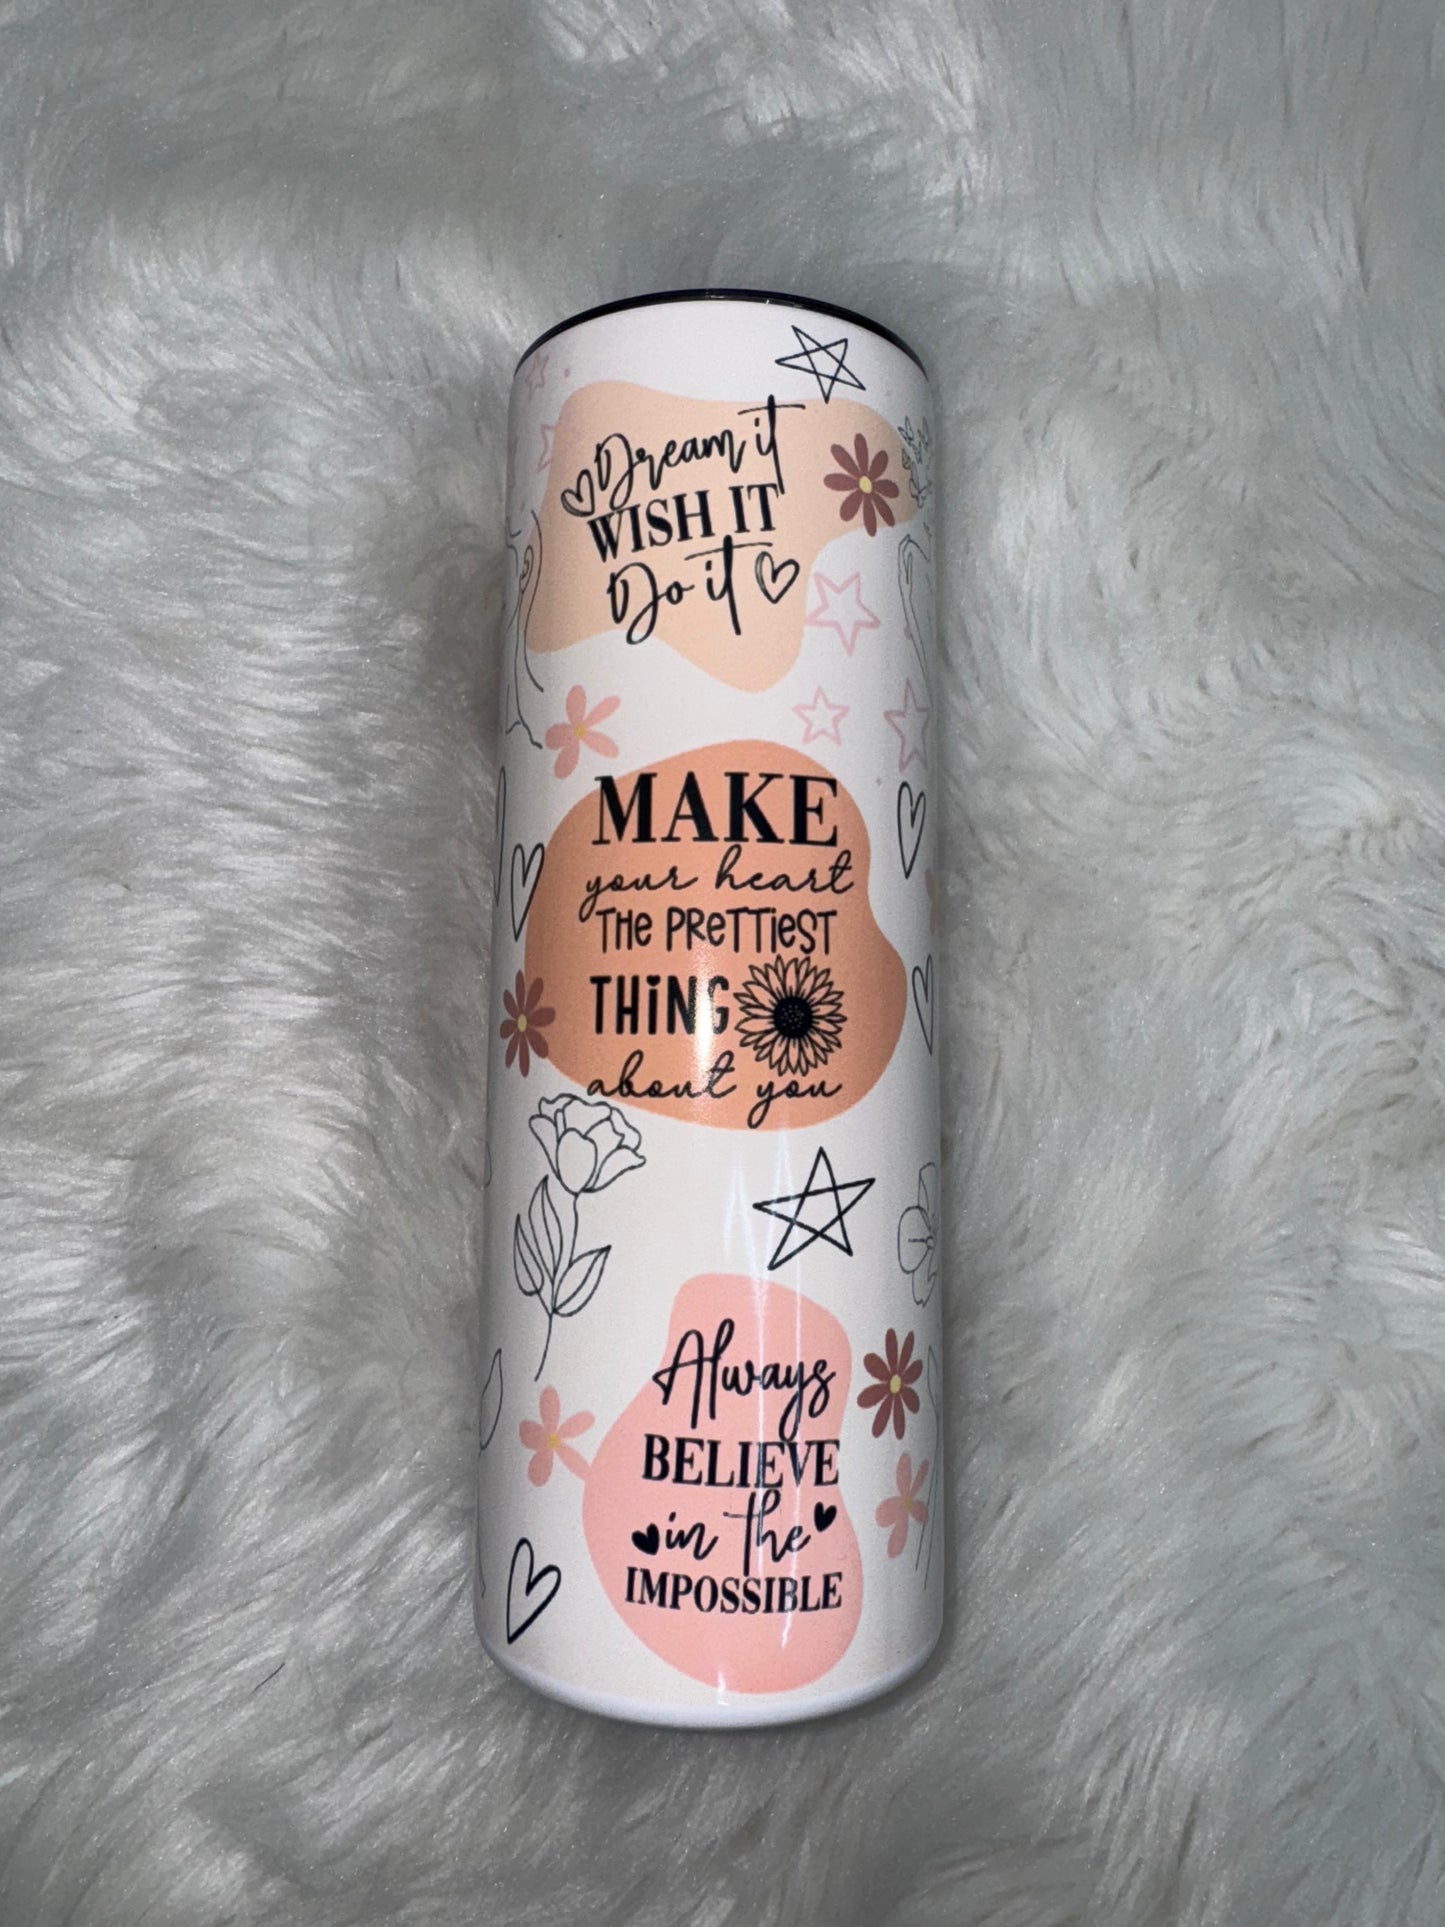 Dream it
WISH IT
Do it
MAKE
your heart
THe PReTTieST
THiNG
about you
Always
BELIEVE
in the
IMPOSSIBLE